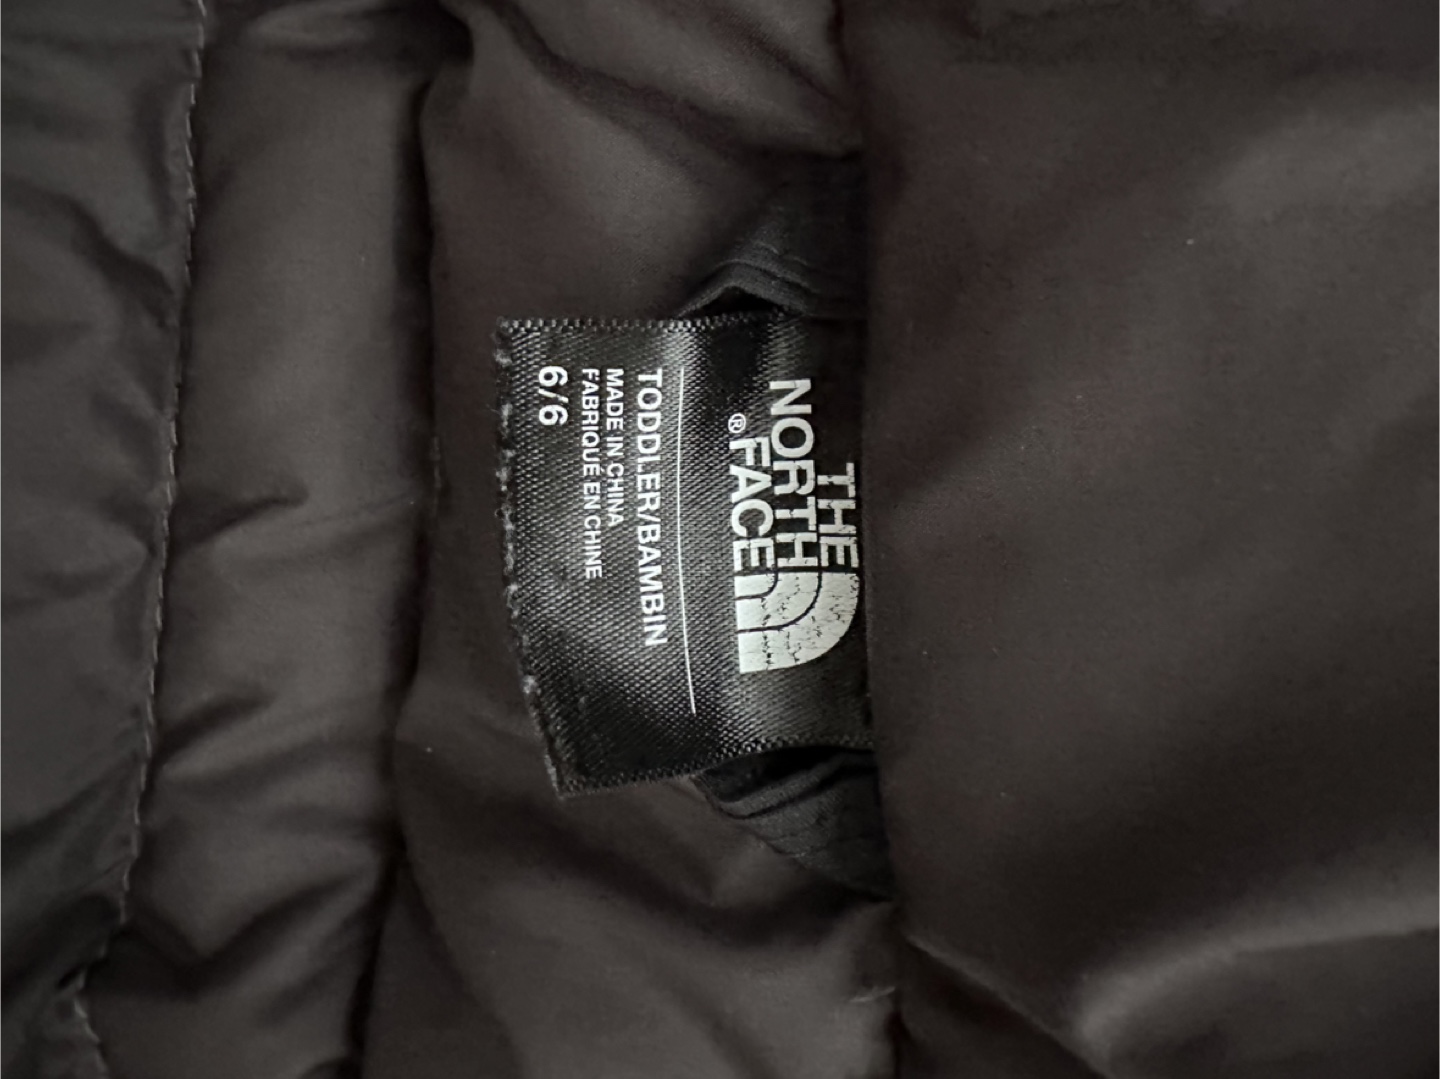 THE
NORTH
FACE®
TODDLER/BAMBIN
MADE IN CHINA
FABRIQUÉ EN CHINE
6/6